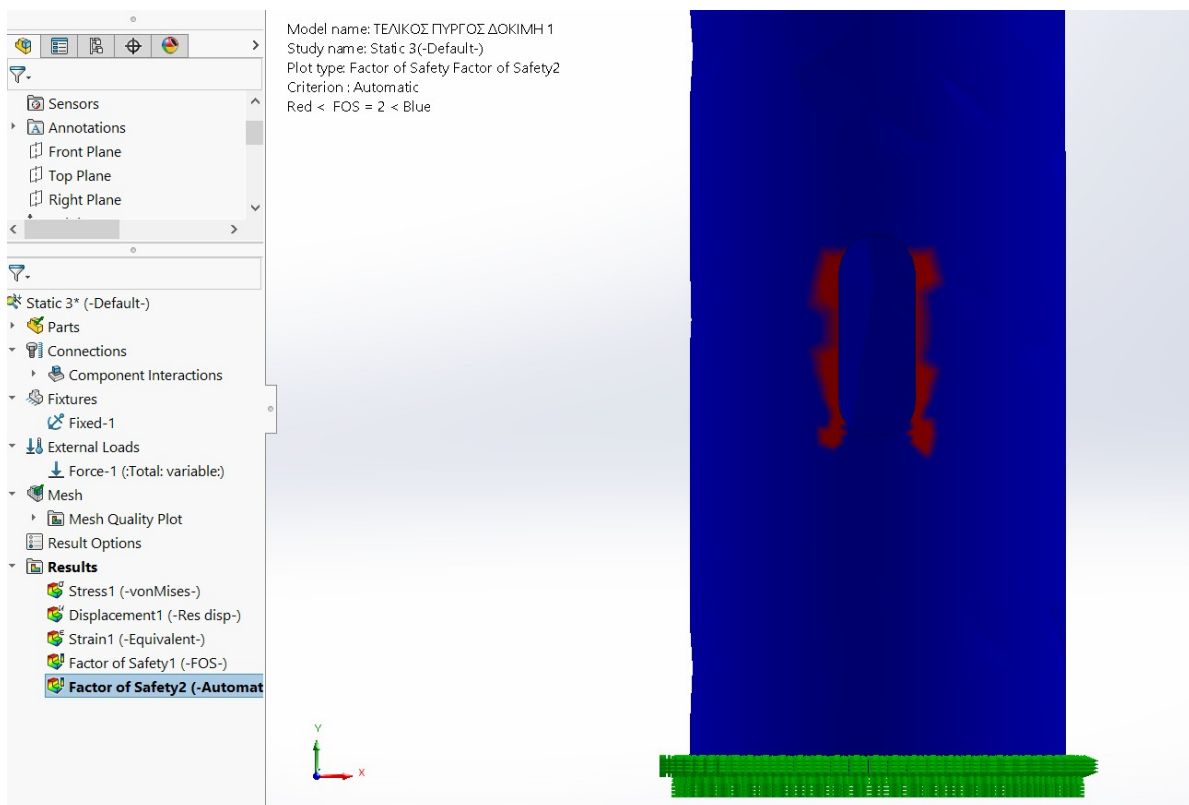 Model name: ΤΕΛΙΚΟΣ ΠΥΡΓΟΣ ΔΟΚΙΜΗ 1
Study name: Static 3(-Default-)
Plot type: Factor of Safety Factor of Safety2
Criterion : Automatic
Red < FOS = 2 < Blue
Sensors
Annotations
Front Plane
Top Plane
Right Plane
Static 3* (-Default-)
Parts
Connections
Component Interactions
Fixtures
Fixed-1
External Loads
Force-1 (:Total: variable:)
Mesh
Mesh Quality Plot
Result Options
Results
Stress1 (-vonMises-)
Displacement1 (-Res disp-)
Strain1 (-Equivalent-)
Factor of Safety1 (-FOS-)
Factor of Safety2 (-Automat
Y
X